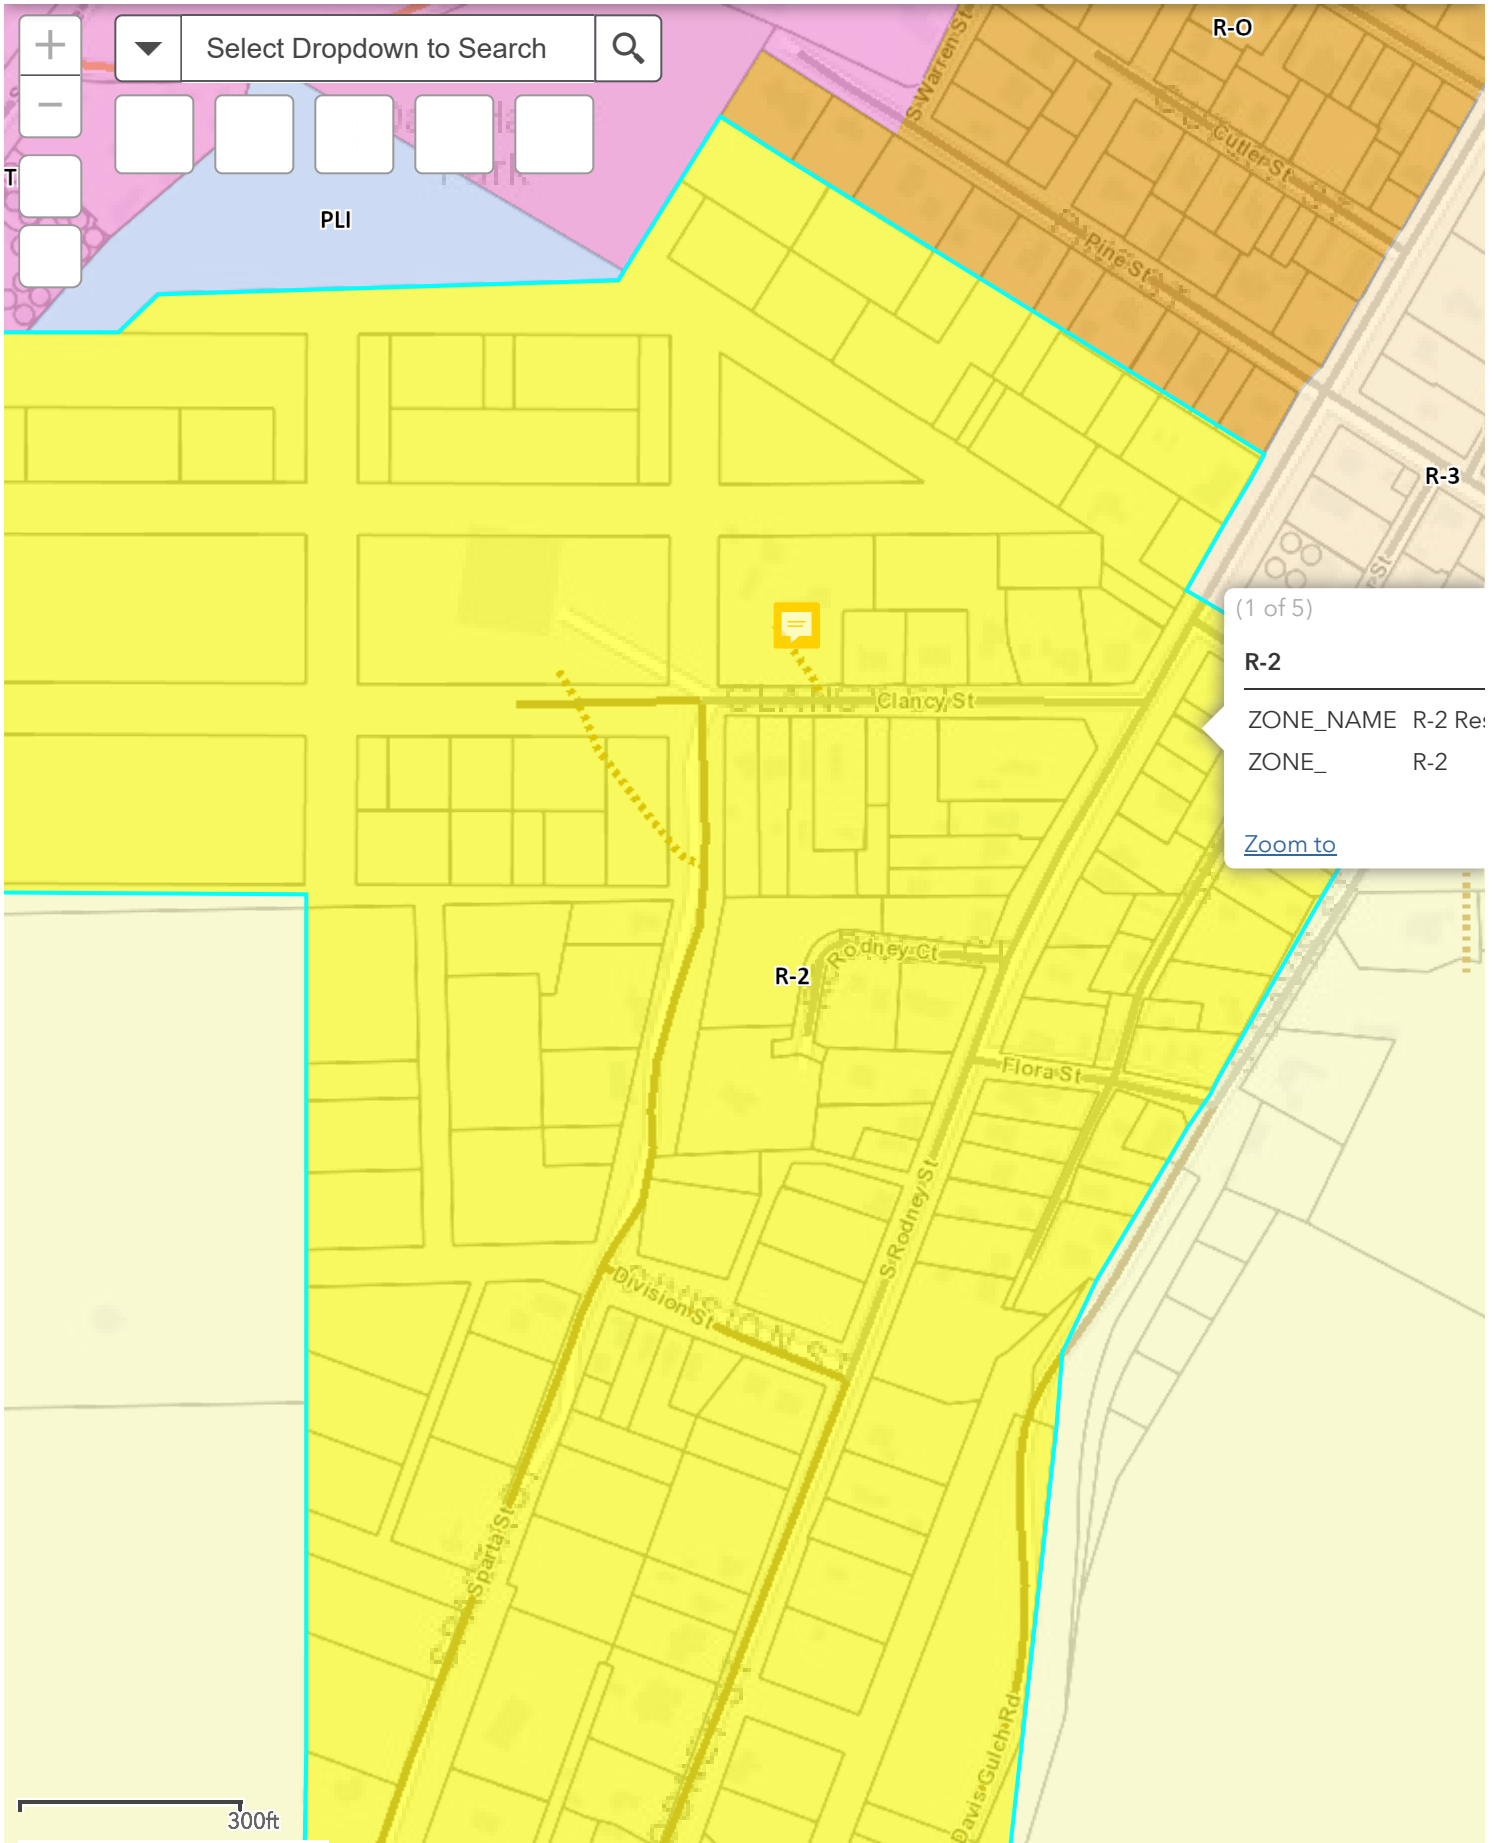 Select Dropdown to Search
R-O
S Warren St
Cutler St
T
PLI
Pine St
R-3
(1 of 5)
R-2
ZONE_NAME R-2 Res
ZONE_ R-2
Zoom to
Clancy St
Rodney Ct
R-2
Flora St
S Rodney St
Division St
Sparta St
Davis Gulch Rd
300ft